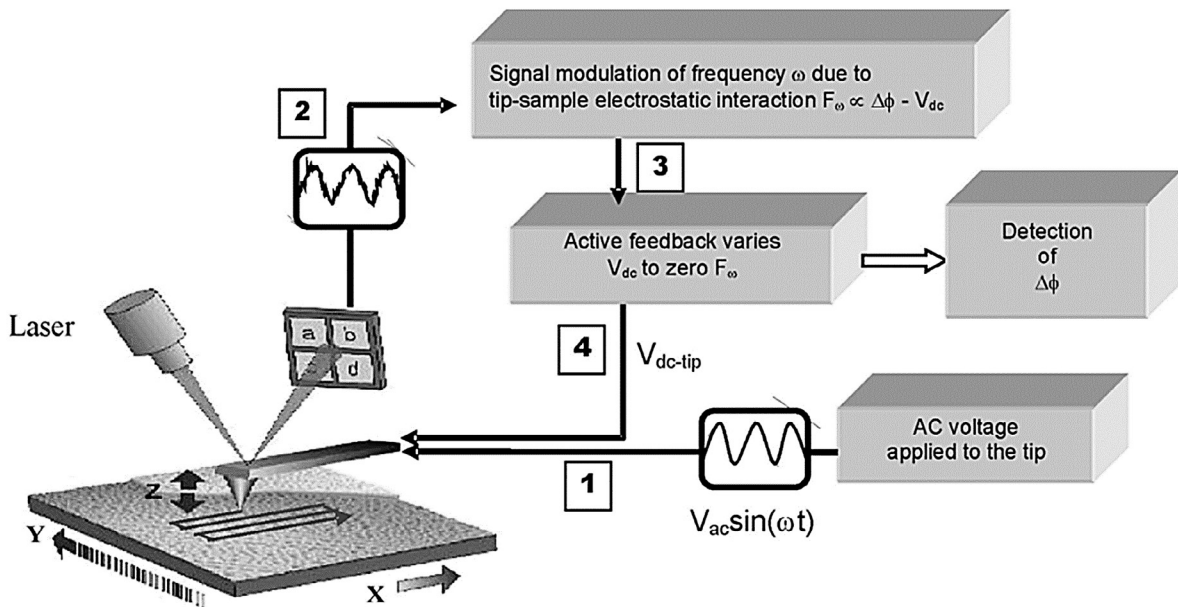 Signal modulation of frequency ω due to
tip-sample electrostatic interaction Fω ∝ Δϕ - Vdc
2
3
Active feedback varies
Vdc to zero Fω
Detection
of
Δϕ
Laser
a b
d
4
Vdc-tip
AC voltage
applied to the tip
1
Vacsin(ωt)
Z
Y
X